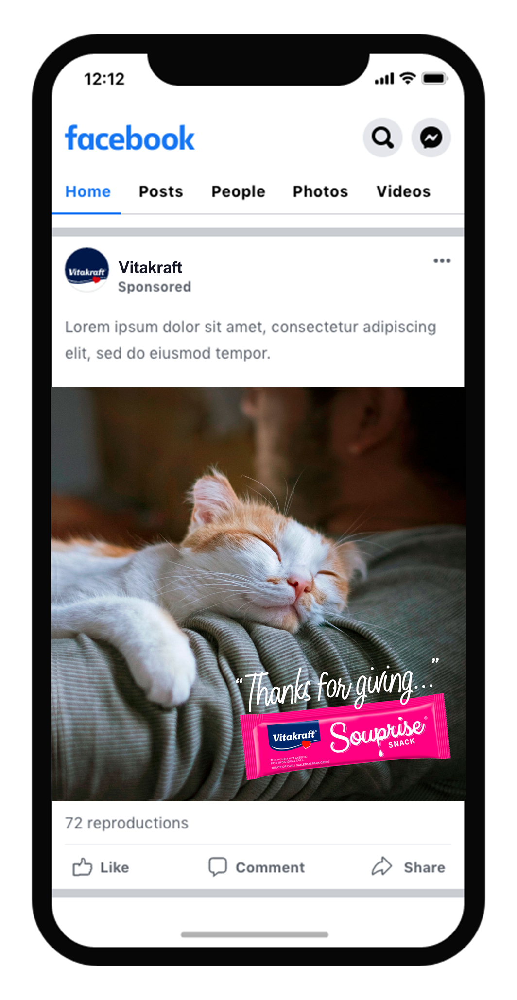 12:12
facebook
Home Posts People Photos Videos
Vitakraft
Vitakraft
Sponsored
Lorem ipsum dolor sit amet, consectetur adipiscing
elit, sed do eiusmod tempor.
“Thanks for giving...”
Vitakraft®
Souprise®
SNACK
THIS POUCH NOT LABELED
FOR INDIVIDUAL SALE.
TREAT FOR CATS / GALLETITAS PARA GATOS
72 reproductions
Like Comment Share